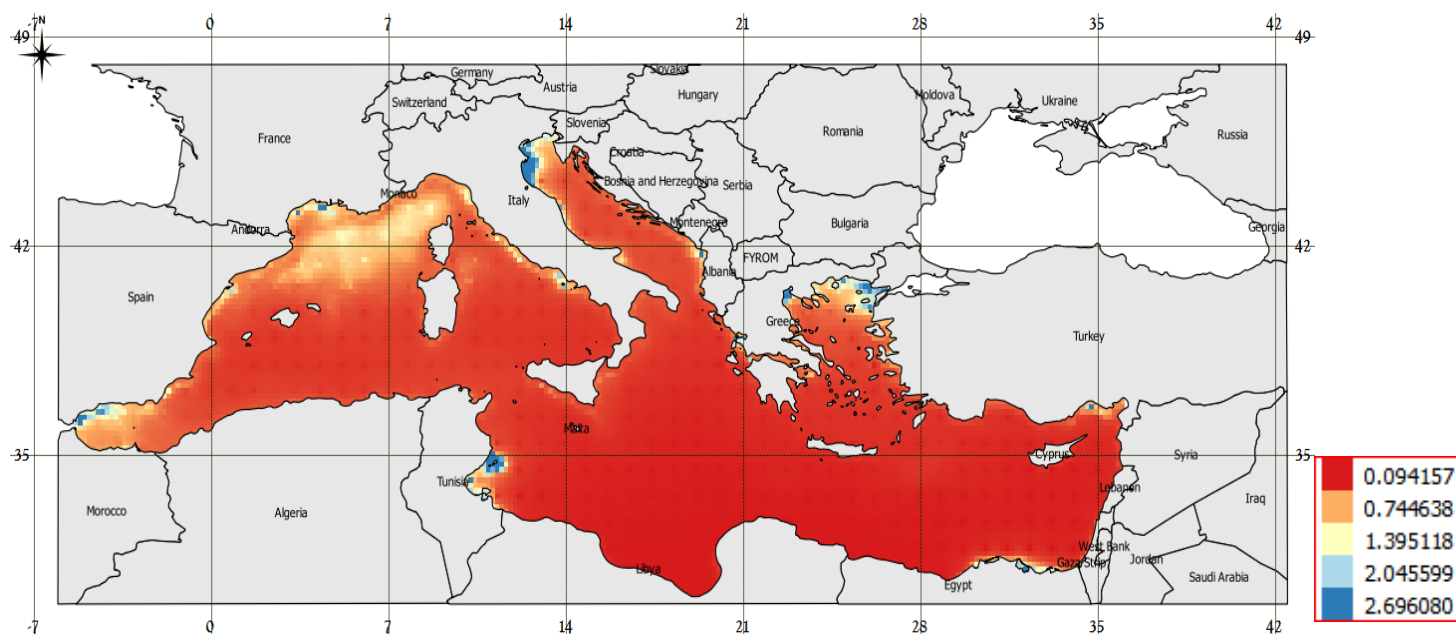 -7 0 7 14 21 28 35 42
N
49 49
Germany Slovakia
Austria
Switzerland Hungary Moldova Ukraine
Slovenia
France Romania Russia
Croatia
Bosnia and Herzegovina Serbia
Monaco
Italy
Montenegro Bulgaria
Andorra Georgia
42 42
FYROM
Albania
Spain
Greece
Turkey
Malta
35 Cyprus Syria 35
Tunisia Lebanon
Iraq
Morocco Algeria
West Bank
Gaza Strip Jordan
Libya
Egypt Saudi Arabia
-7 0 7 14 21 28 35 42
0.094157
0.744638
1.395118
2.045599
2.696080